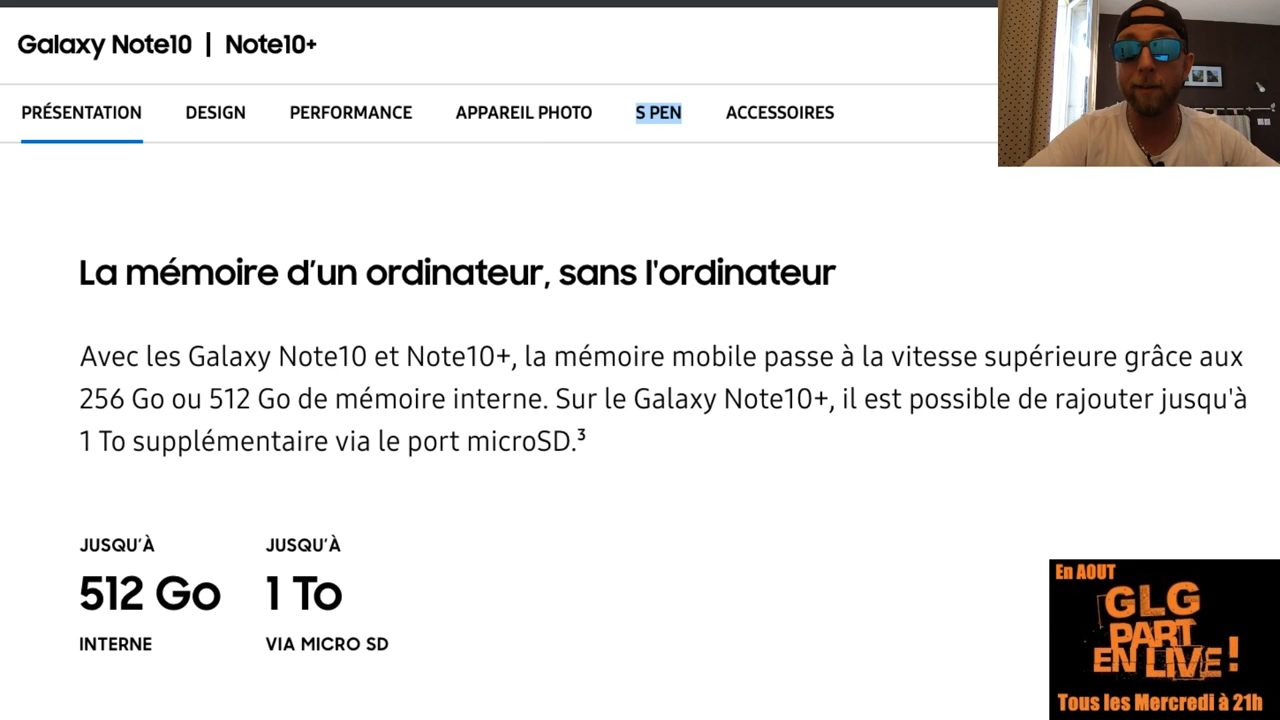 Galaxy Note10 | Note10+
PRÉSENTATION DESIGN PERFORMANCE APPAREIL PHOTO S PEN ACCESSOIRES
La mémoire d’un ordinateur, sans l'ordinateur
Avec les Galaxy Note10 et Note10+, la mémoire mobile passe à la vitesse supérieure grâce aux
256 Go ou 512 Go de mémoire interne. Sur le Galaxy Note10+, il est possible de rajouter jusqu'à
1 To supplémentaire via le port microSD.³
JUSQU’À JUSQU’À
512 Go 1 To
INTERNE VIA MICRO SD
En AOUT
GLG
PART
EN LIVE !
Tous les Mercredi à 21h